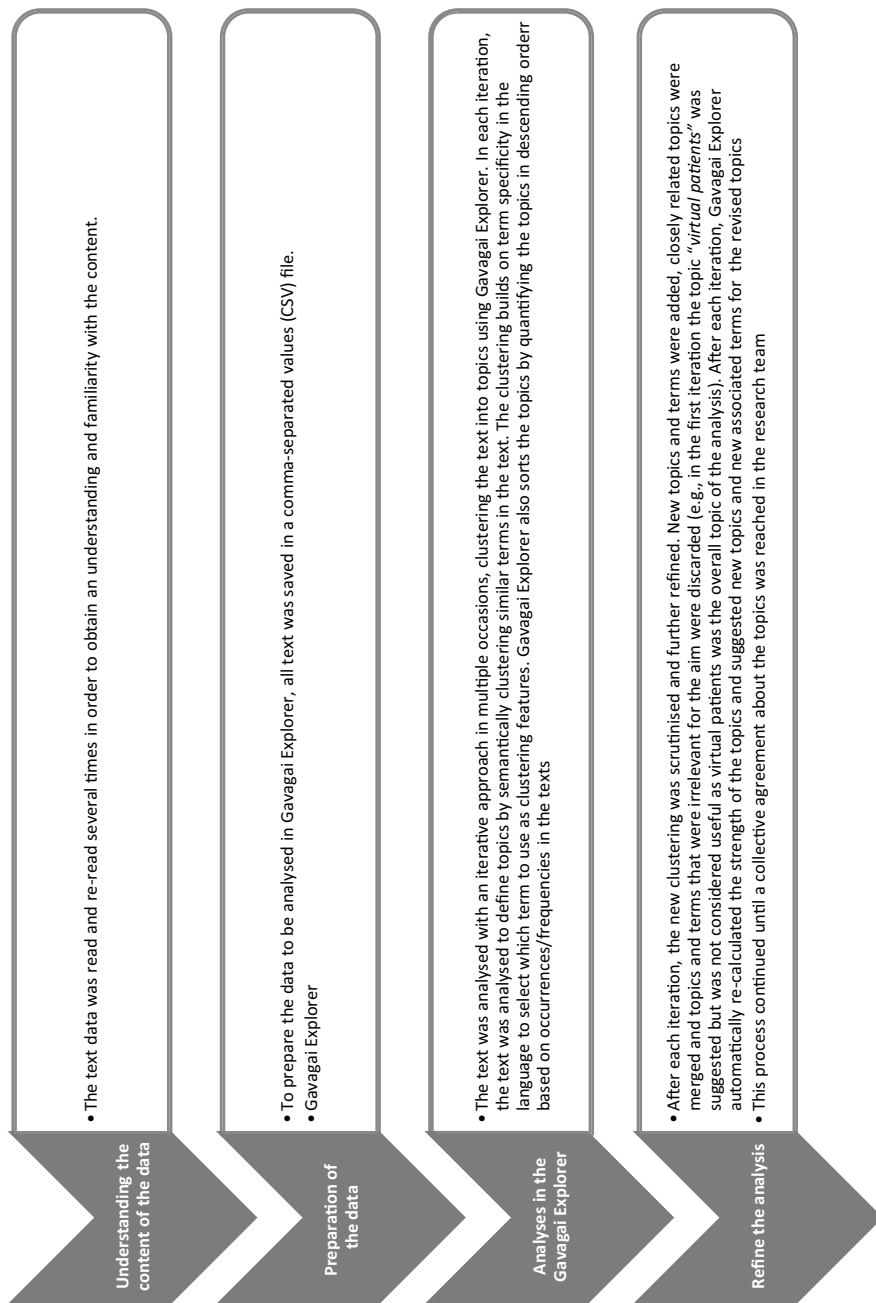 Understanding the
content of the data
• The text data was read and re-read several times in order to obtain an understanding and familiarity with the content.
Preparation of
the data
• To prepare the data to be analysed in Gavagai Explorer, all text was saved in a comma-separated values (CSV) file.
• Gavagai Explorer
Analyses in the
Gavagai Explorer
• The text was analysed with an iterative approach in multiple occasions, clustering the text into topics using Gavagai Explorer. In each iteration,
the text was analysed to define topics by semantically clustering similar terms in the text. The clustering builds on term specificity in the
language to select which term to use as clustering features. Gavagai Explorer also sorts the topics by quantifying the topics in descending orderr
based on occurrences/frequencies in the texts
Refine the analysis
• After each iteration, the new clustering was scrutinised and further refined. New topics and terms were added, closely related topics were
merged and topics and terms that were irrelevant for the aim were discarded (e.g., in the first iteration the topic "virtual patients" was
suggested but was not considered useful as virtual patients was the overall topic of the analysis). After each iteration, Gavagai Explorer
automatically re-calculated the strength of the topics and suggested new topics and new associated terms for the revised topics
• This process continued until a collective agreement about the topics was reached in the research team